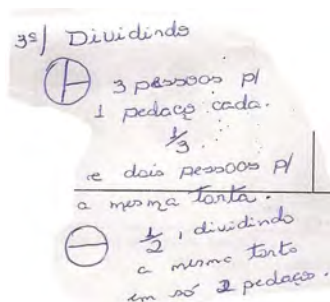 3º) Dividindo
3 pessoas p/
1 pedaço cada.
1/3
e dois pessoas p/
a mesma torta.
1/2, dividindo
a mesma torta
em só 2 pedaços.